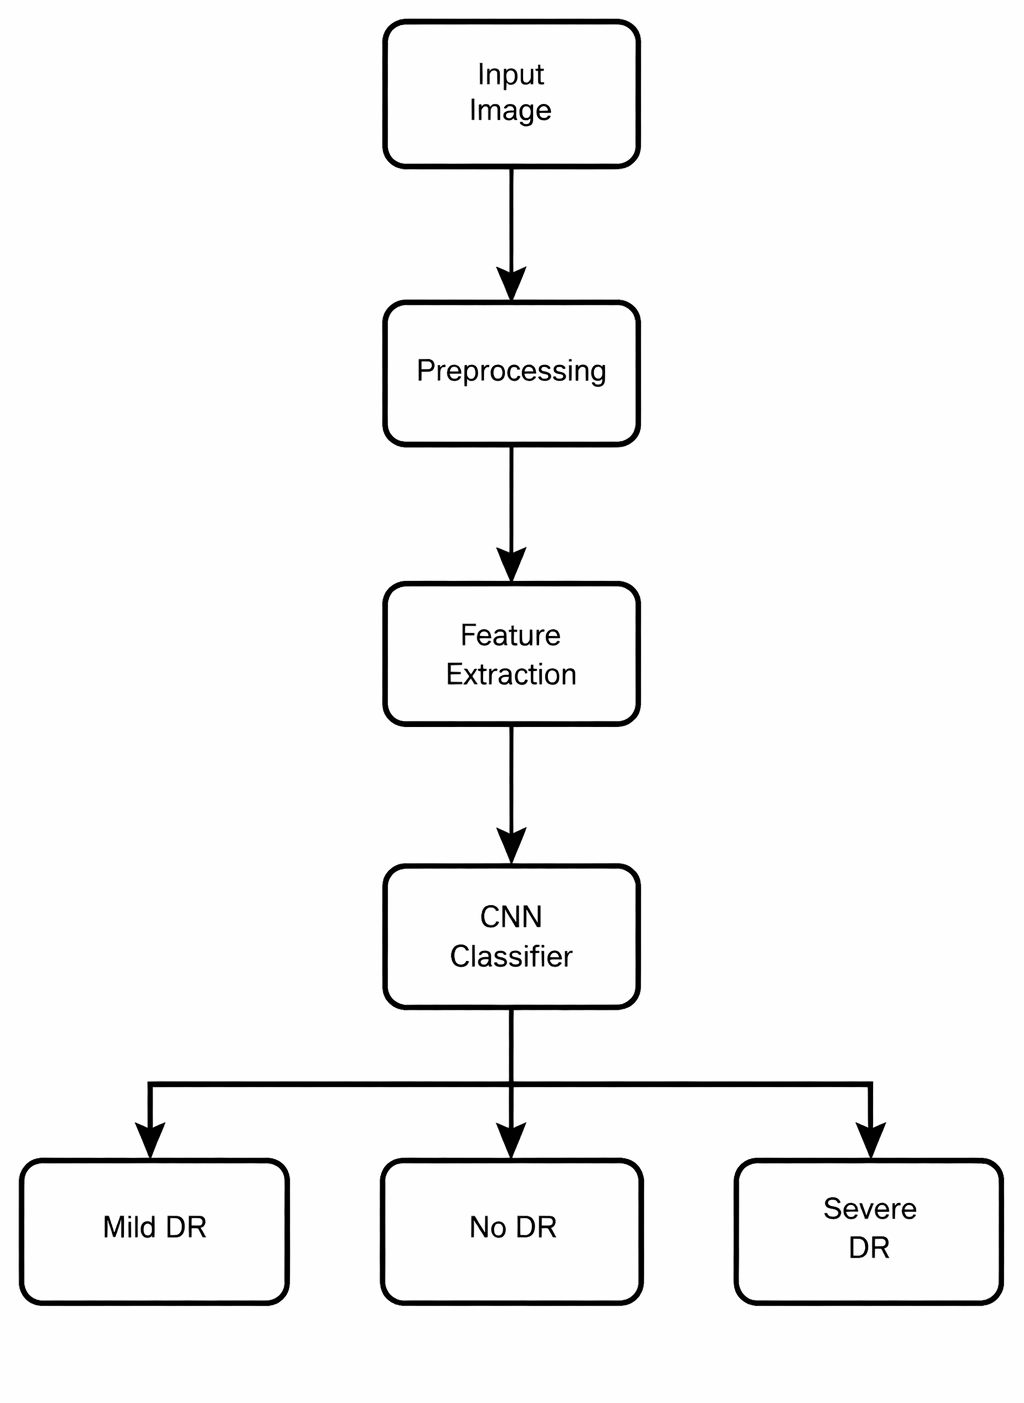 Input
Image
Preprocessing
Feature
Extraction
CNN
Classifier
Mild DR
No DR
Severe
DR